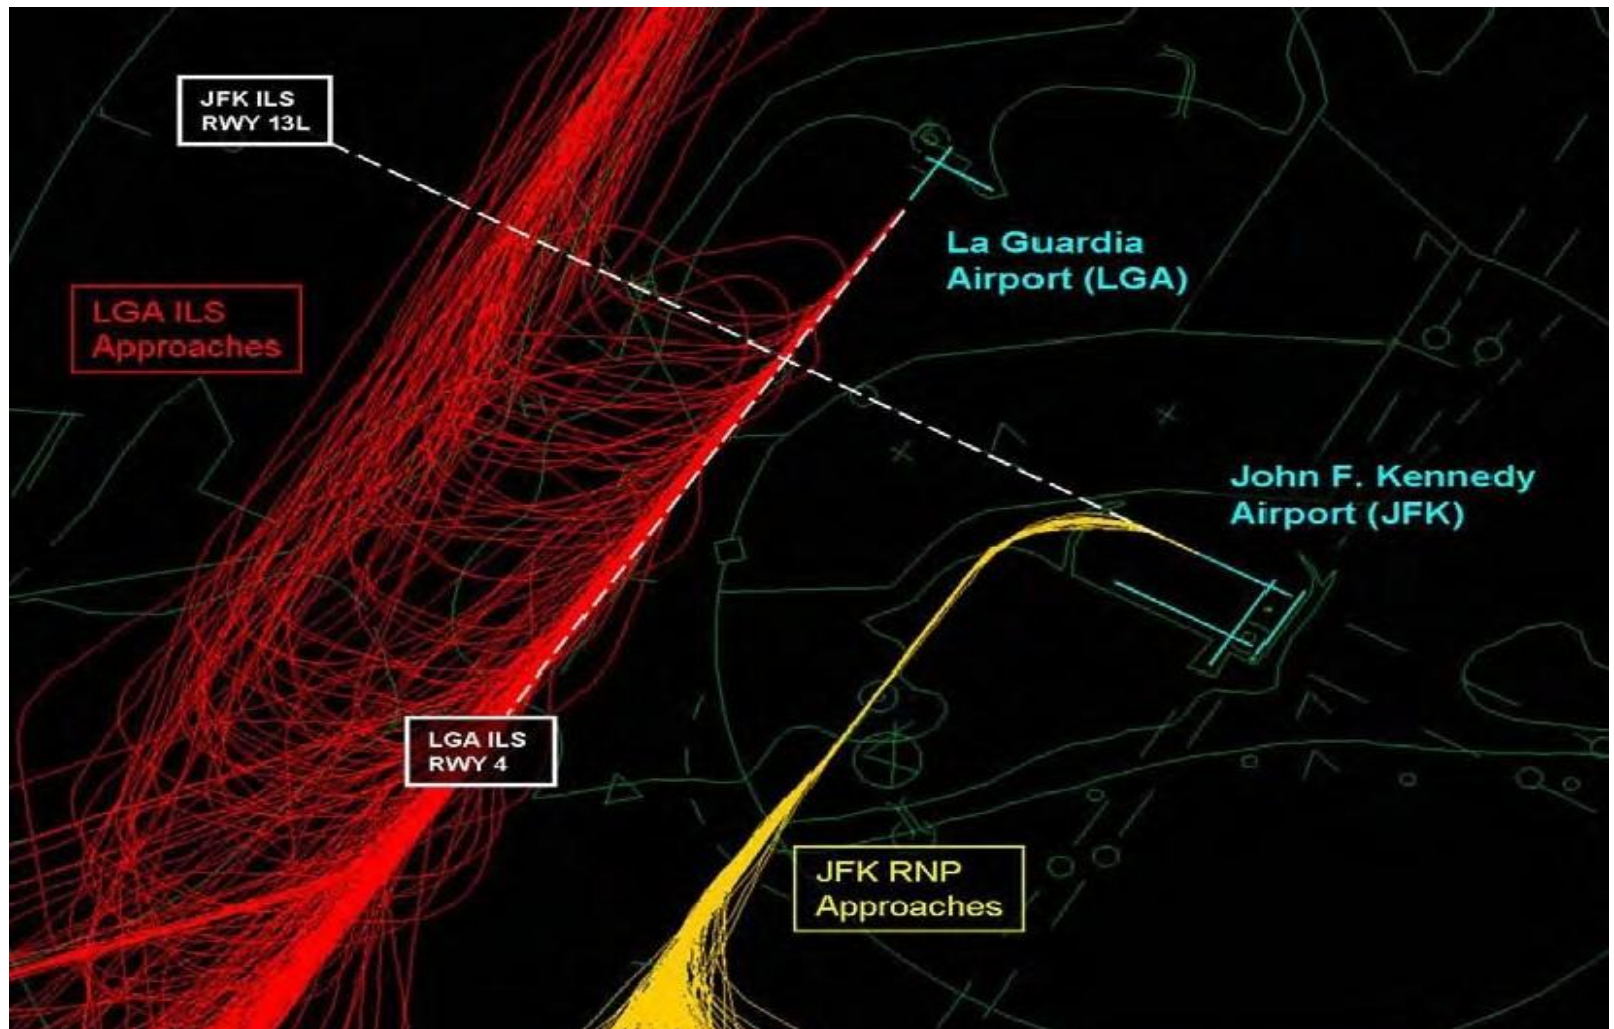 JFK ILS
RWY 13L
La Guardia
Airport (LGA)
LGA ILS
Approaches
John F. Kennedy
Airport (JFK)
LGA ILS
RWY 4
JFK RNP
Approaches